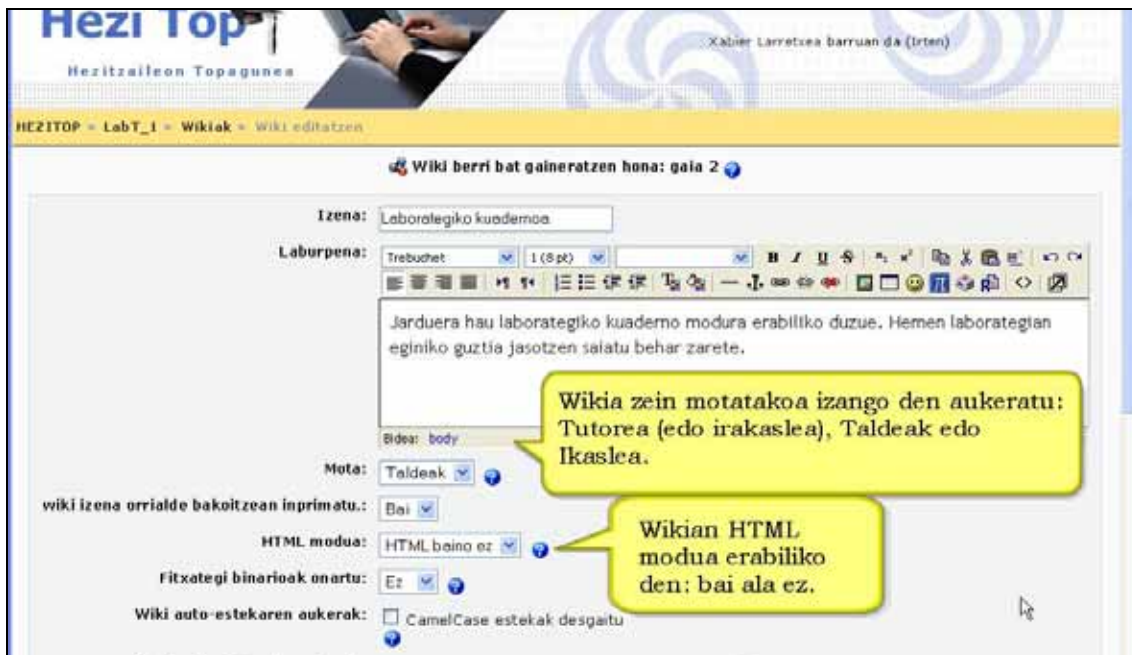 Hezi Top
Hezitzaileon Topagunea
Xabier Larretxea barruan da (Irten)
HEZITOP » LabT_1 » Wikiak » Wiki editatzen
Wiki berri bat gaineratzen hona: gaia 2
Izena: Laborategiko kuadernoa
Laburpena: Trebuchet 1 (8 pt)
Jarduera hau laborategiko kuaderno modura erabiliko duzue. Hemen laborategian
eginiko guztia jasotzen saiatu behar zarete.
Wikia zein motatakoa izango den aukeratu:
Tutorea (edo irakaslea), Taldeak edo
Ikaslea.
Bidea: body
Mota: Taldeak
wiki izena orrialde bakoitzean inprimatu.: Bai
HTML modua: HTML baino ez
Wikian HTML
modua erabiliko
den: bai ala ez.
Fitxategi binarioak onartu: Ez
Wiki auto-estekaren aukerak: CamelCase estekak desgaitu